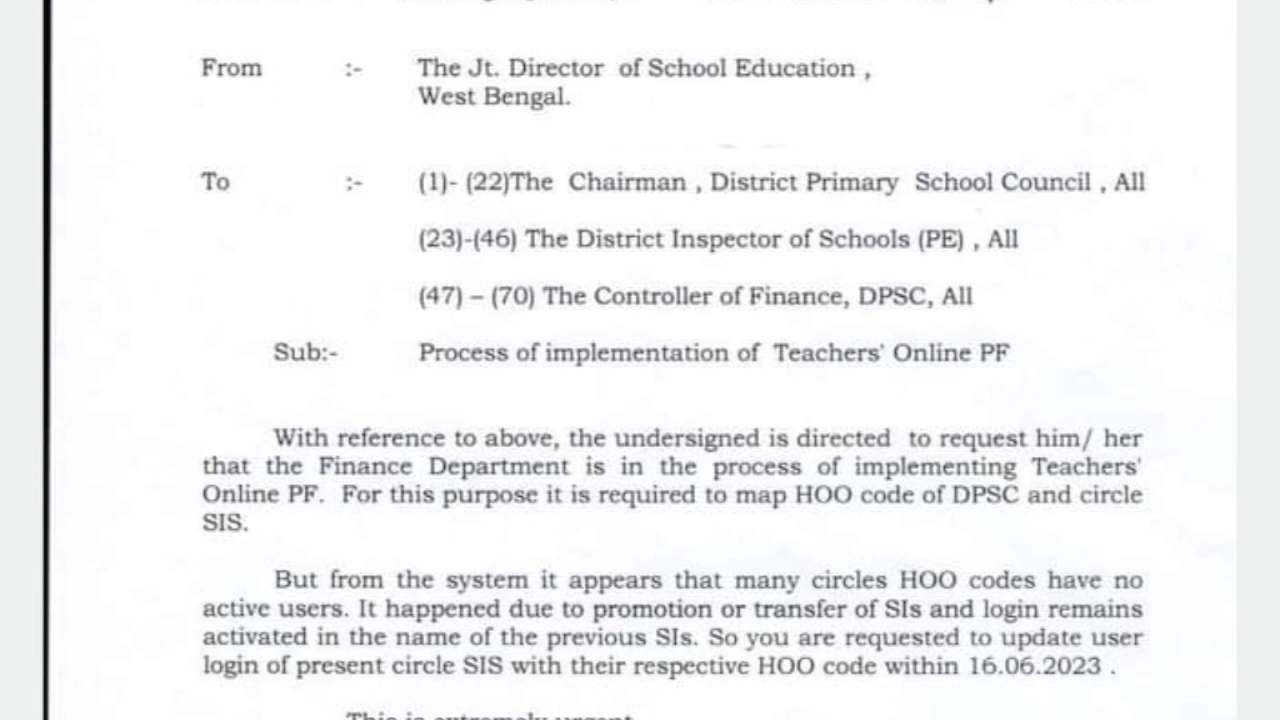 From :- The Jt. Director of School Education ,
West Bengal.
To :- (1)- (22)The Chairman , District Primary School Council , All
(23)-(46) The District Inspector of Schools (PE) , All
(47) – (70) The Controller of Finance, DPSC, All
Sub:- Process of implementation of Teachers' Online PF
With reference to above, the undersigned is directed to request him/ her
that the Finance Department is in the process of implementing Teachers'
Online PF. For this purpose it is required to map HOO code of DPSC and circle
SIS.
But from the system it appears that many circles HOO codes have no
active users. It happened due to promotion or transfer of SIs and login remains
activated in the name of the previous SIs. So you are requested to update user
login of present circle SIS with their respective HOO code within 16.06.2023 .
This is extremely urgent